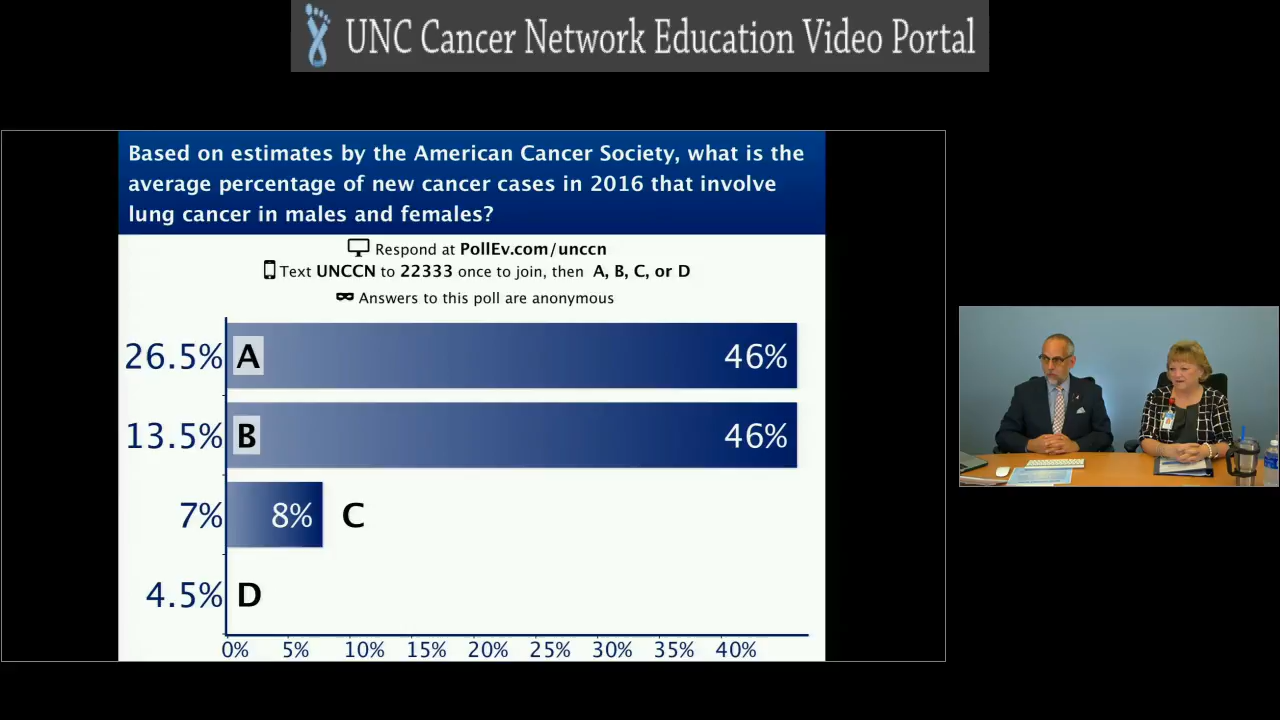 UNC Cancer Network Education Video Portal
Based on estimates by the American Cancer Society, what is the
average percentage of new cancer cases in 2016 that involve
lung cancer in males and females?
Respond at PollEv.com/unccn
Text UNCCN to 22333 once to join, then A, B, C, or D
Answers to this poll are anonymous
26.5% A 46%
13.5% B 46%
7% 8% C
4.5% D
0% 5% 10% 15% 20% 25% 30% 35% 40%